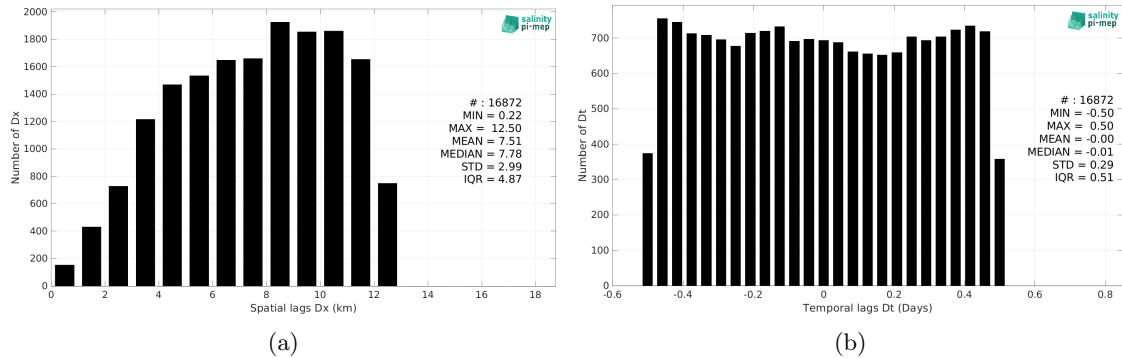 2000
1800
1600
1400
1200
1000
800
600
400
200
0
Number of Dx
0 2 4 6 8 10 12 14 16 18
Spatial lags Dx (km)
salinity
pi-mep
# : 16872
MIN = 0.22
MAX = 12.50
MEAN = 7.51
MEDIAN = 7.78
STD = 2.99
IQR = 4.87
(a)
700
600
500
400
300
200
100
0
Number of Dt
-0.6 -0.4 -0.2 0 0.2 0.4 0.6 0.8
Temporal lags Dt (Days)
salinity
pi-mep
# : 16872
MIN = -0.50
MAX = 0.50
MEAN = -0.00
MEDIAN = -0.01
STD = 0.29
IQR = 0.51
(b)